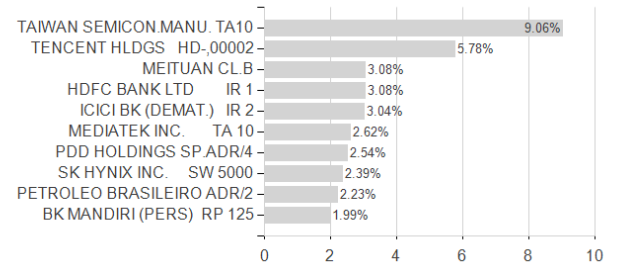 TAIWAN SEMICON.MANU. TA10 9.06%
TENCENT HLDGS HD-,00002 5.78%
MEITUAN CL.B 3.08%
HDFC BANK LTD IR 1 3.08%
ICICI BK (DEMAT.) IR 2 3.04%
MEDIATEK INC. TA 10 2.62%
PDD HOLDINGS SP.ADR/4 2.54%
SK HYNIX INC. SW 5000 2.39%
PETROLEO BRASILEIRO ADR/2 2.23%
BK MANDIRI (PERS) RP 125 1.99%
0 2 4 6 8 10